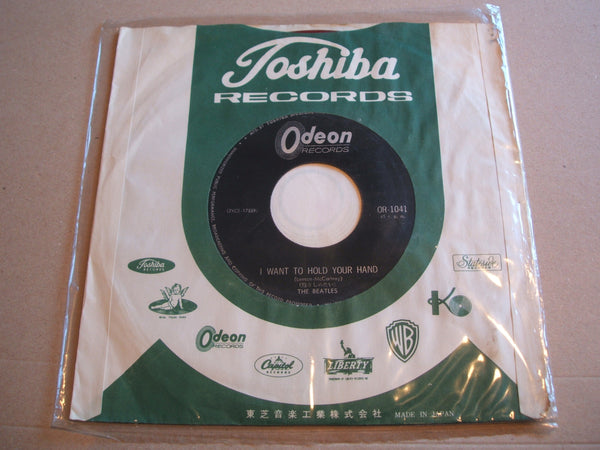 Toshiba
RECORDS
Odeon
RECORDS
OR-1041
I WANT TO HOLD YOUR HAND
(Lennon-McCartney)
THE BEATLES
Toshiba
RECORDS
Stateside
Odeon
RECORDS
Capitol
RECORDS
LIBERTY
WB
K
東芝音楽工業株式会社 MADE IN JAPAN